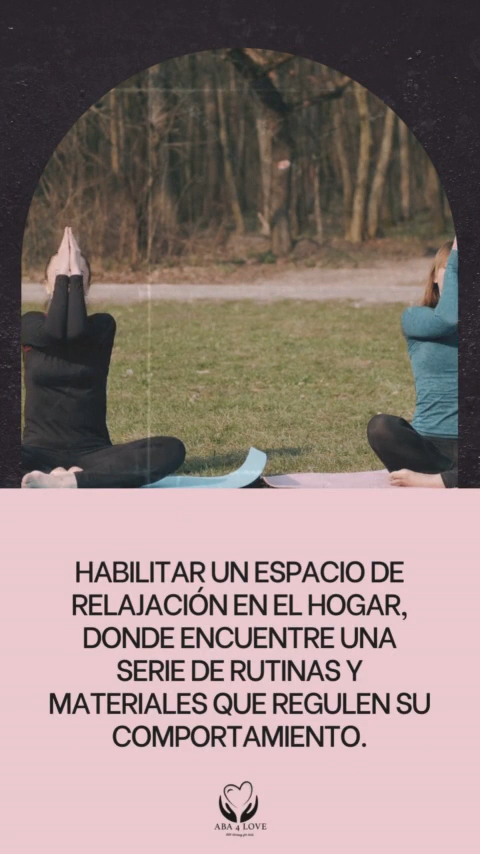 HABILITAR UN ESPACIO DE
RELAJACIÓN EN EL HOGAR,
DONDE ENCUENTRE UNA
SERIE DE RUTINAS Y
MATERIALES QUE REGULEN SU
COMPORTAMIENTO.
ABA 4 LOVE